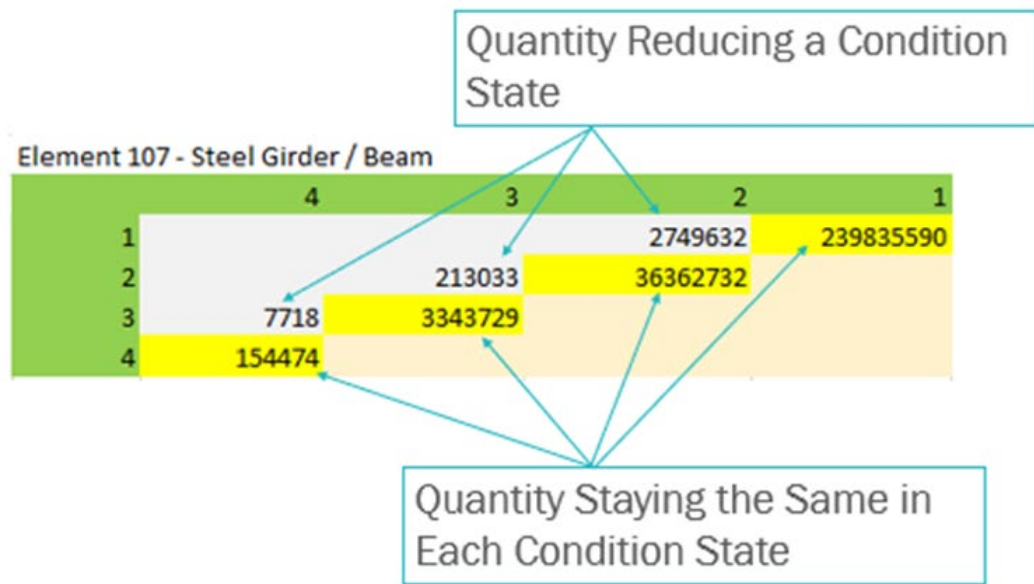 Quantity Reducing a Condition
State
Element 107 - Steel Girder / Beam
4 3 2 1
1 2749632 239835590
2 213033 36362732
3 7718 3343729
4 154474
Quantity Staying the Same in
Each Condition State